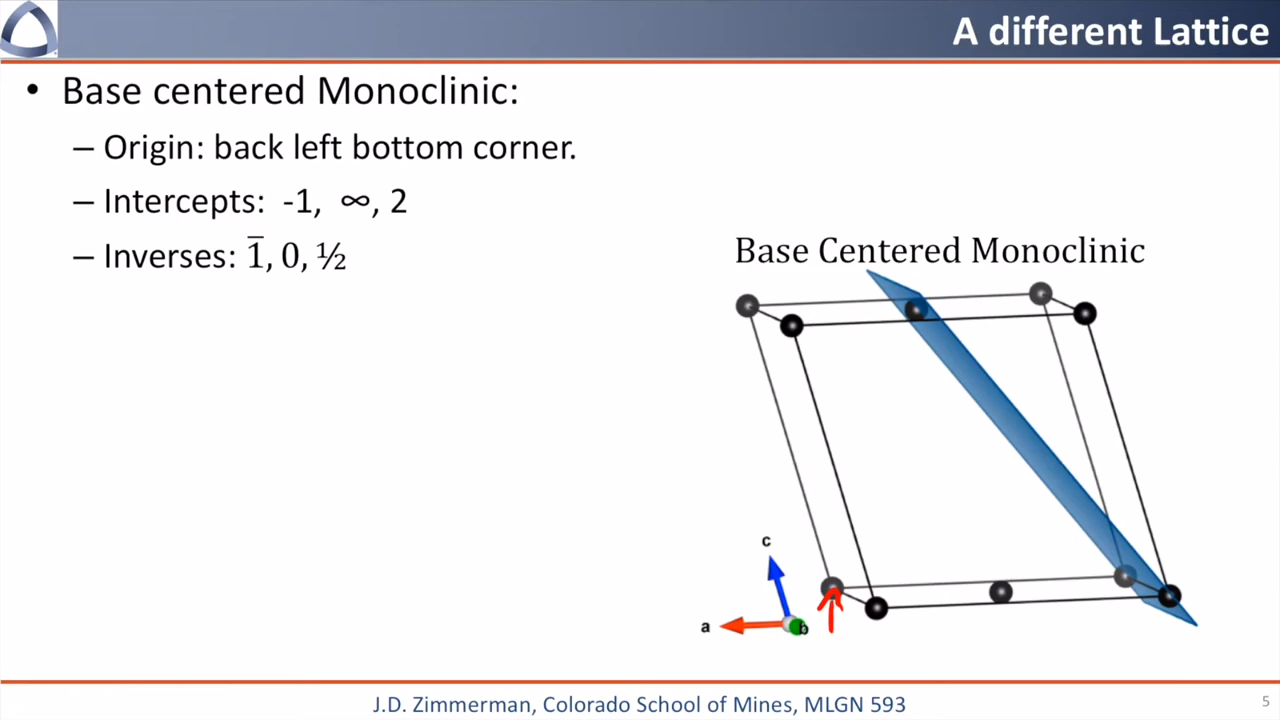 A different Lattice
• Base centered Monoclinic:
– Origin: back left bottom corner.
– Intercepts: -1, ∞, 2
– Inverses: 1̅, 0, ½
Base Centered Monoclinic
c
a
b
J.D. Zimmerman, Colorado School of Mines, MLGN 593
5